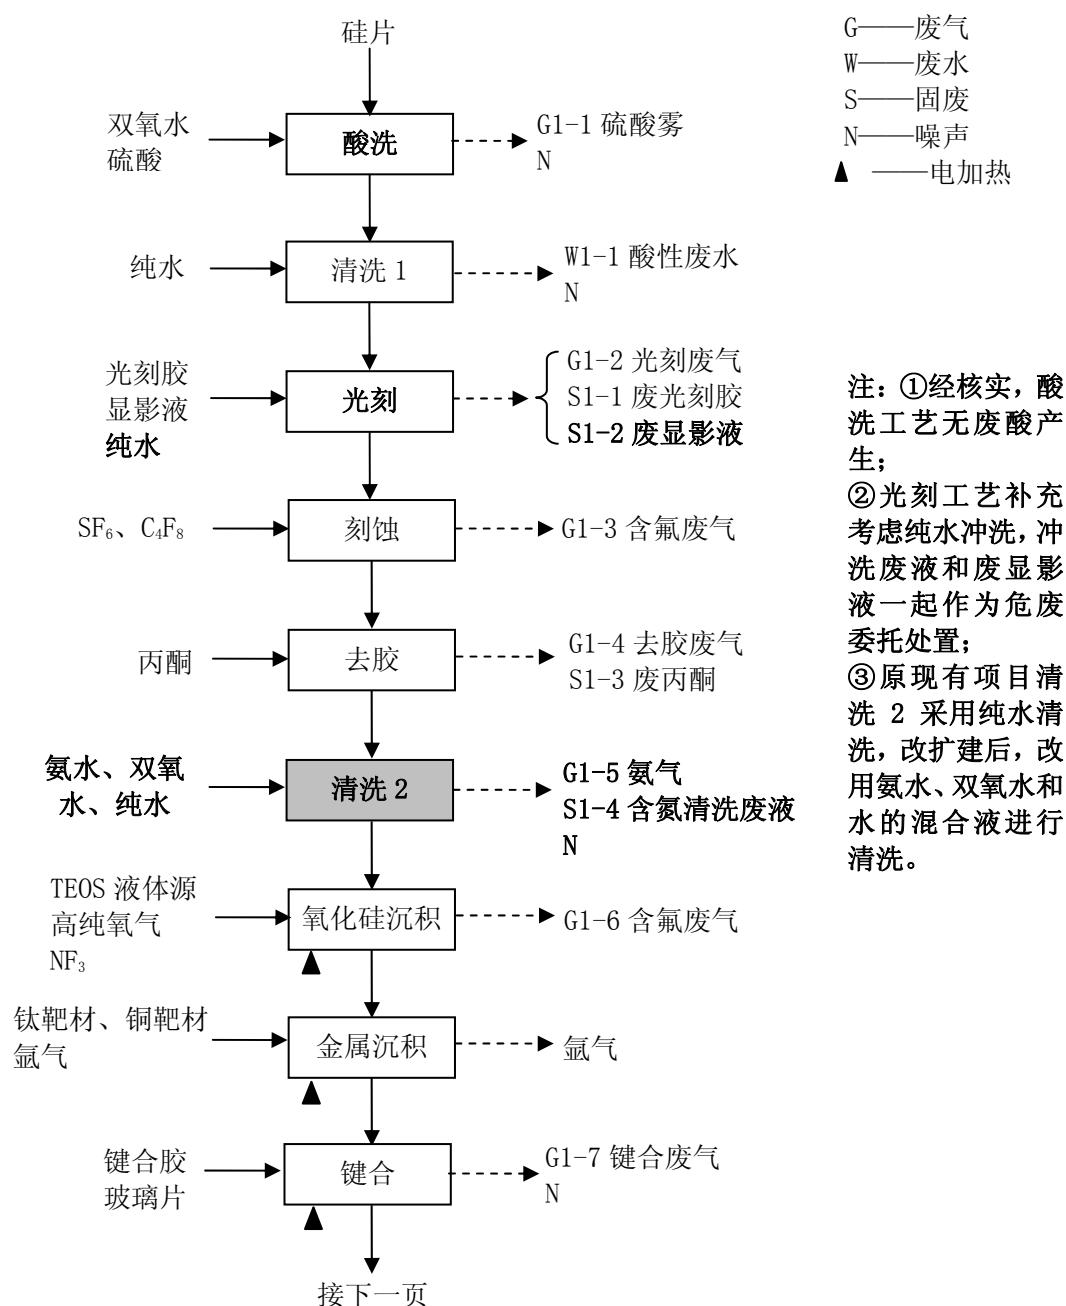 硅片
G——废气
W——废水
S——固废
N——噪声
▲ ——电加热
双氧水
硫酸
酸洗
G1-1 硫酸雾
N
纯水
清洗 1
W1-1 酸性废水
N
光刻胶
显影液
纯水
光刻
G1-2 光刻废气
S1-1 废光刻胶
S1-2 废显影液
SF₆、C₄F₈
刻蚀
G1-3 含氟废气
丙酮
去胶
G1-4 去胶废气
S1-3 废丙酮
氨水、双氧
水、纯水
清洗 2
G1-5 氨气
S1-4 含氮清洗废液
N
TEOS 液体源
高纯氧气
NF₃
氧化硅沉积
G1-6 含氟废气
钛靶材、铜靶材
氩气
金属沉积
氩气
键合胶
玻璃片
键合
G1-7 键合废气
N
接下一页
注：①经核实，酸
洗工艺无废酸产
生；
②光刻工艺补充
考虑纯水冲洗，冲
洗废液和废显影
液一起作为危废
委托处置；
③原现有项目清
洗 2 采用纯水清
洗，改扩建后，改
用氨水、双氧水和
水的混合液进行
清洗。